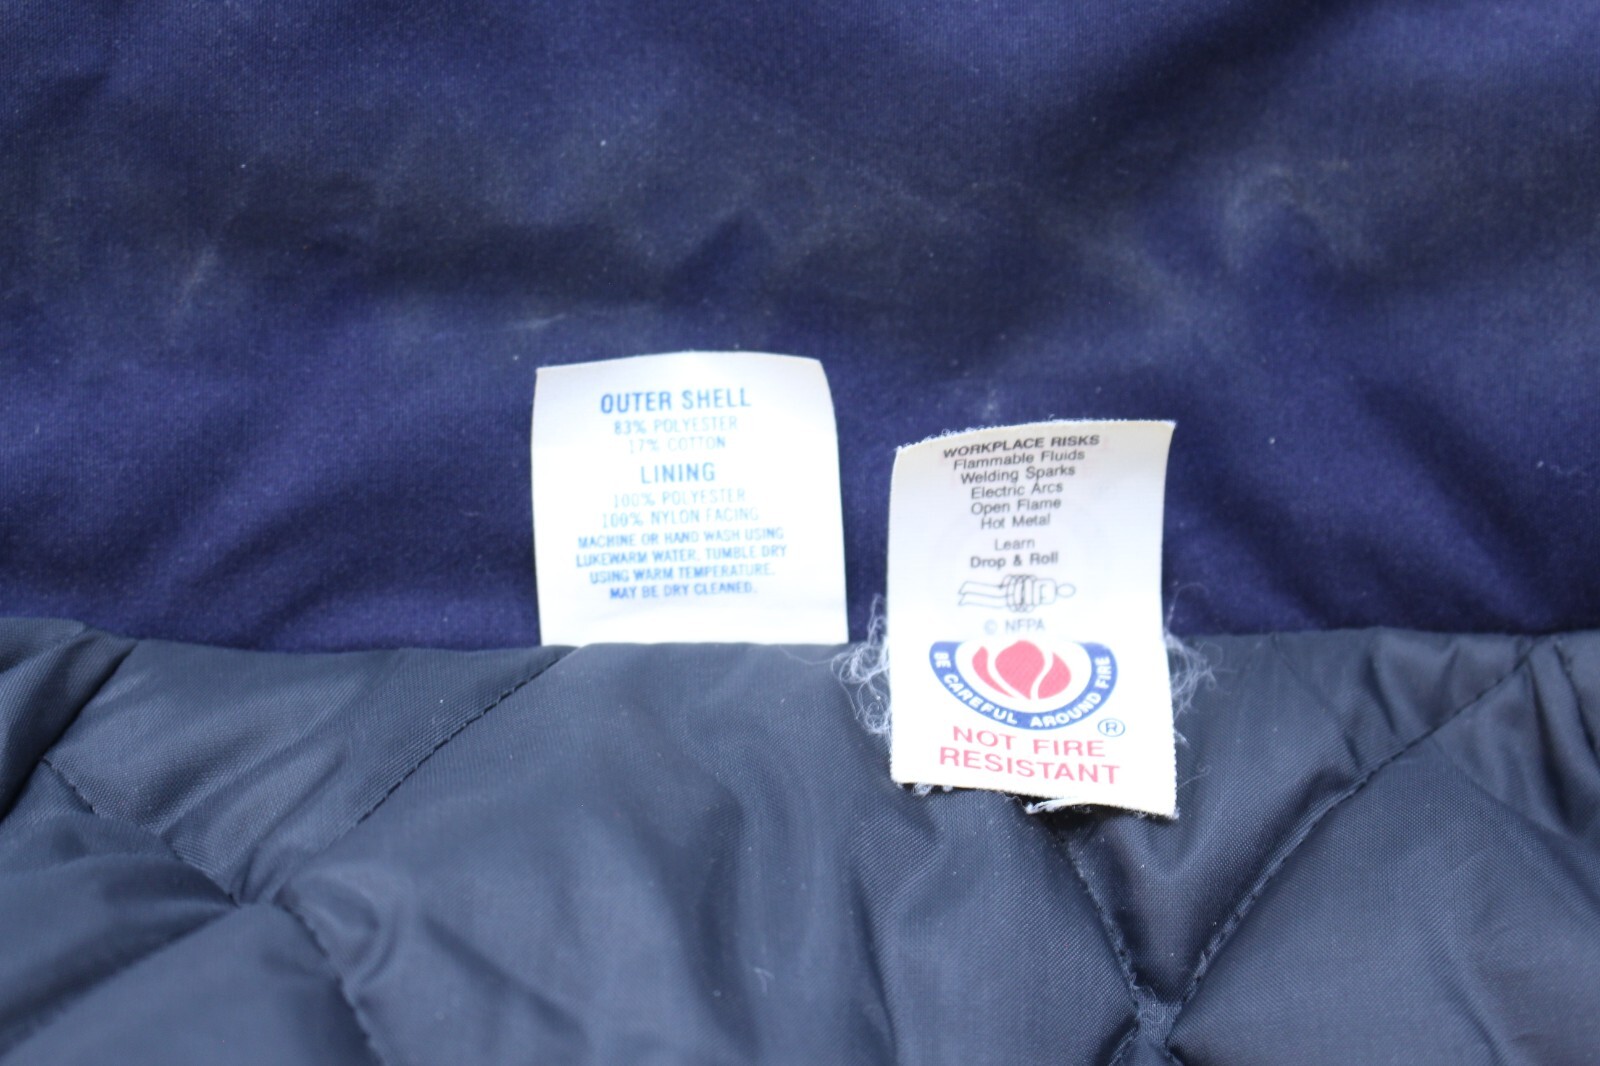 OUTER SHELL
83% POLYESTER
17% COTTON
LINING
100% POLYESTER
100% NYLON FACING
MACHINE OR HAND WASH USING
LUKEWARM WATER. TUMBLE DRY
USING WARM TEMPERATURE.
MAY BE DRY CLEANED.
WORKPLACE RISKS
Flammable Fluids
Welding Sparks
Electric Arcs
Open Flame
Hot Metal
Learn
Drop & Roll
© NFPA
BE CAREFUL AROUND FIRE
®
NOT FIRE
RESISTANT